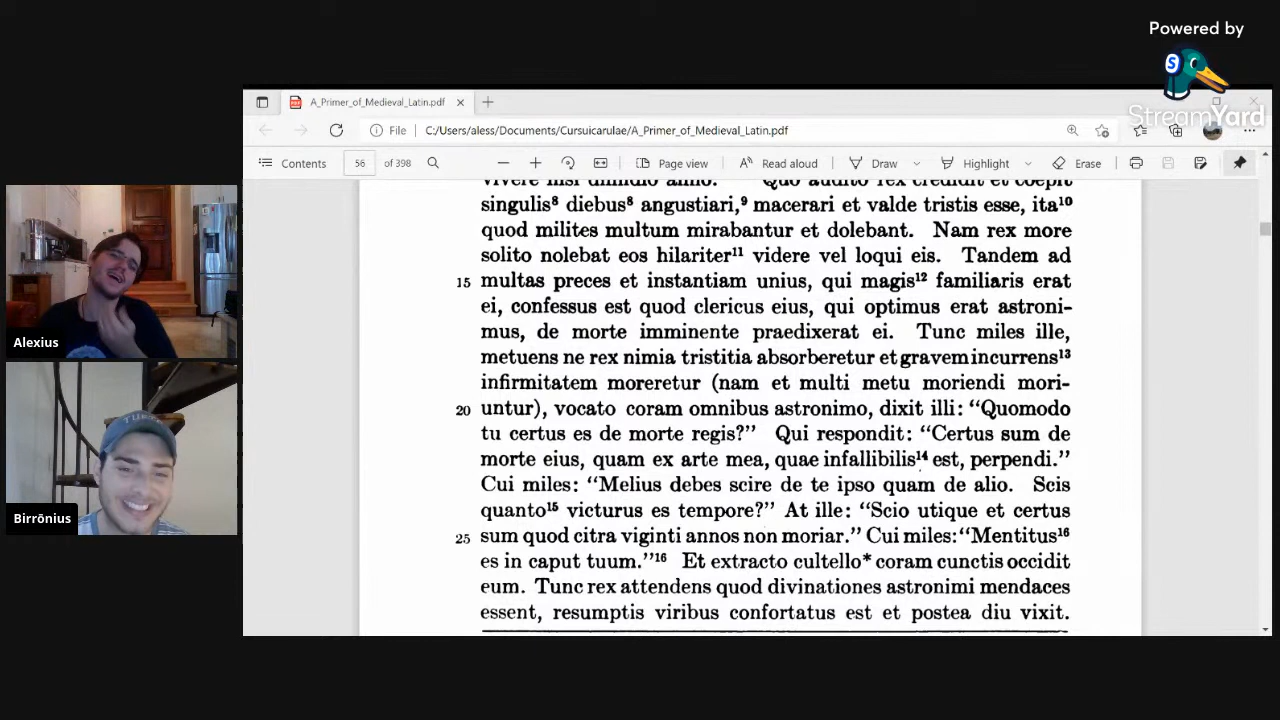 Powered by
StreamYard
A_Primer_of_Medieval_Latin.pdf
File C:/Users/aless/Documents/Cursuicarulae/A_Primer_of_Medieval_Latin.pdf
Contents 56 of 398 Page view Read aloud Draw Highlight Erase
vivere nisi dimidio anno. Quo audito rex credidit et coepit
singulis⁸ diebus⁸ angustiari,⁹ macerari et valde tristis esse, ita¹⁰
quod milites multum mirabantur et dolebant. Nam rex more
solito nolebat eos hilariter¹¹ videre vel loqui eis. Tandem ad
15 multas preces et instantiam unius, qui magis¹² familiaris erat
ei, confessus est quod clericus eius, qui optimus erat astroni-
mus, de morte imminente praedixerat ei. Tunc miles ille,
metuens ne rex nimia tristitia absorberetur et gravem incurrens¹³
infirmitatem moreretur (nam et multi metu moriendi mori-
20 untur), vocato coram omnibus astronimo, dixit illi: “Quomodo
tu certus es de morte regis?” Qui respondit: “Certus sum de
morte eius, quam ex arte mea, quae infallibilis¹⁴ est, perpendi.”
Cui miles: “Melius debes scire de te ipso quam de alio. Scis
quanto¹⁵ victurus es tempore?” At ille: “Scio utique et certus
25 sum quod citra viginti annos non moriar.” Cui miles: “Mentitus¹⁶
es in caput tuum.”¹⁶ Et extracto cultello* coram cunctis occidit
eum. Tunc rex attendens quod divinationes astronimi mendaces
essent, resumptis viribus confortatus est et postea diu vixit.
Alexius
Birrōnius